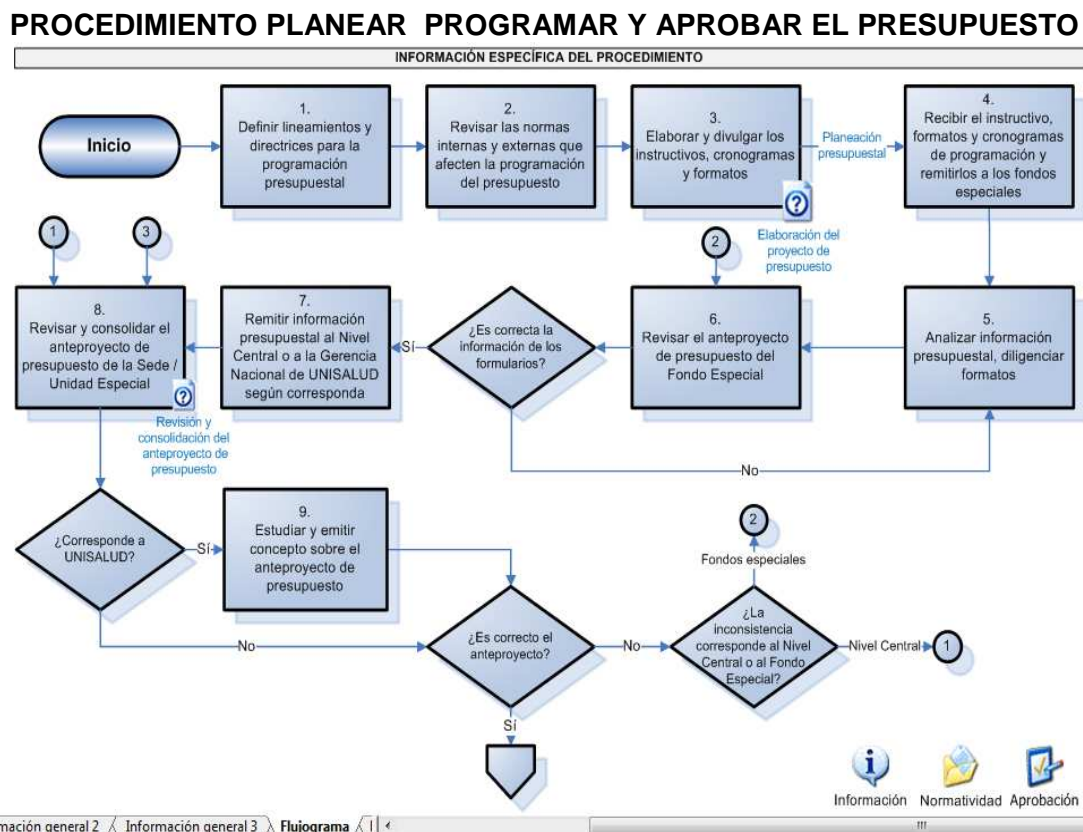 PROCEDIMIENTO PLANEAR PROGRAMAR Y APROBAR EL PRESUPUESTO
INFORMACIÓN ESPECÍFICA DEL PROCEDIMIENTO
Inicio
1.
Definir lineamientos y
directrices para la
programación
presupuestal
2.
Revisar las normas
internas y externas que
afecten la programación
del presupuesto
3.
Elaborar y divulgar los
instructivos, cronogramas
y formatos
Planeación
presupuestal
4.
Recibir el instructivo,
formatos y cronogramas
de programación y
remitirlos a los fondos
especiales
Elaboración del
proyecto de
presupuesto
1
3
2
8.
Revisar y consolidar el
anteproyecto de
presupuesto de la Sede /
Unidad Especial
Revisión y
consolidación del
anteproyecto de
presupuesto
7.
Remitir información
presupuestal al Nivel
Central o a la Gerencia
Nacional de UNISALUD
según corresponda
Sí
¿Es correcta la
información de los
formularios?
6.
Revisar el anteproyecto
de presupuesto del
Fondo Especial
5.
Analizar información
presupuestal, diligenciar
formatos
No
¿Corresponde a
UNISALUD?
Sí
9.
Estudiar y emitir
concepto sobre el
anteproyecto de
presupuesto
No
¿Es correcto el
anteproyecto?
No
2
Fondos especiales
¿La
inconsistencia
corresponde al Nivel
Central o al Fondo
Especial?
Nivel Central
1
Sí
Información
Normatividad
Aprobación
mación general 2
Información general 3
Flujograma